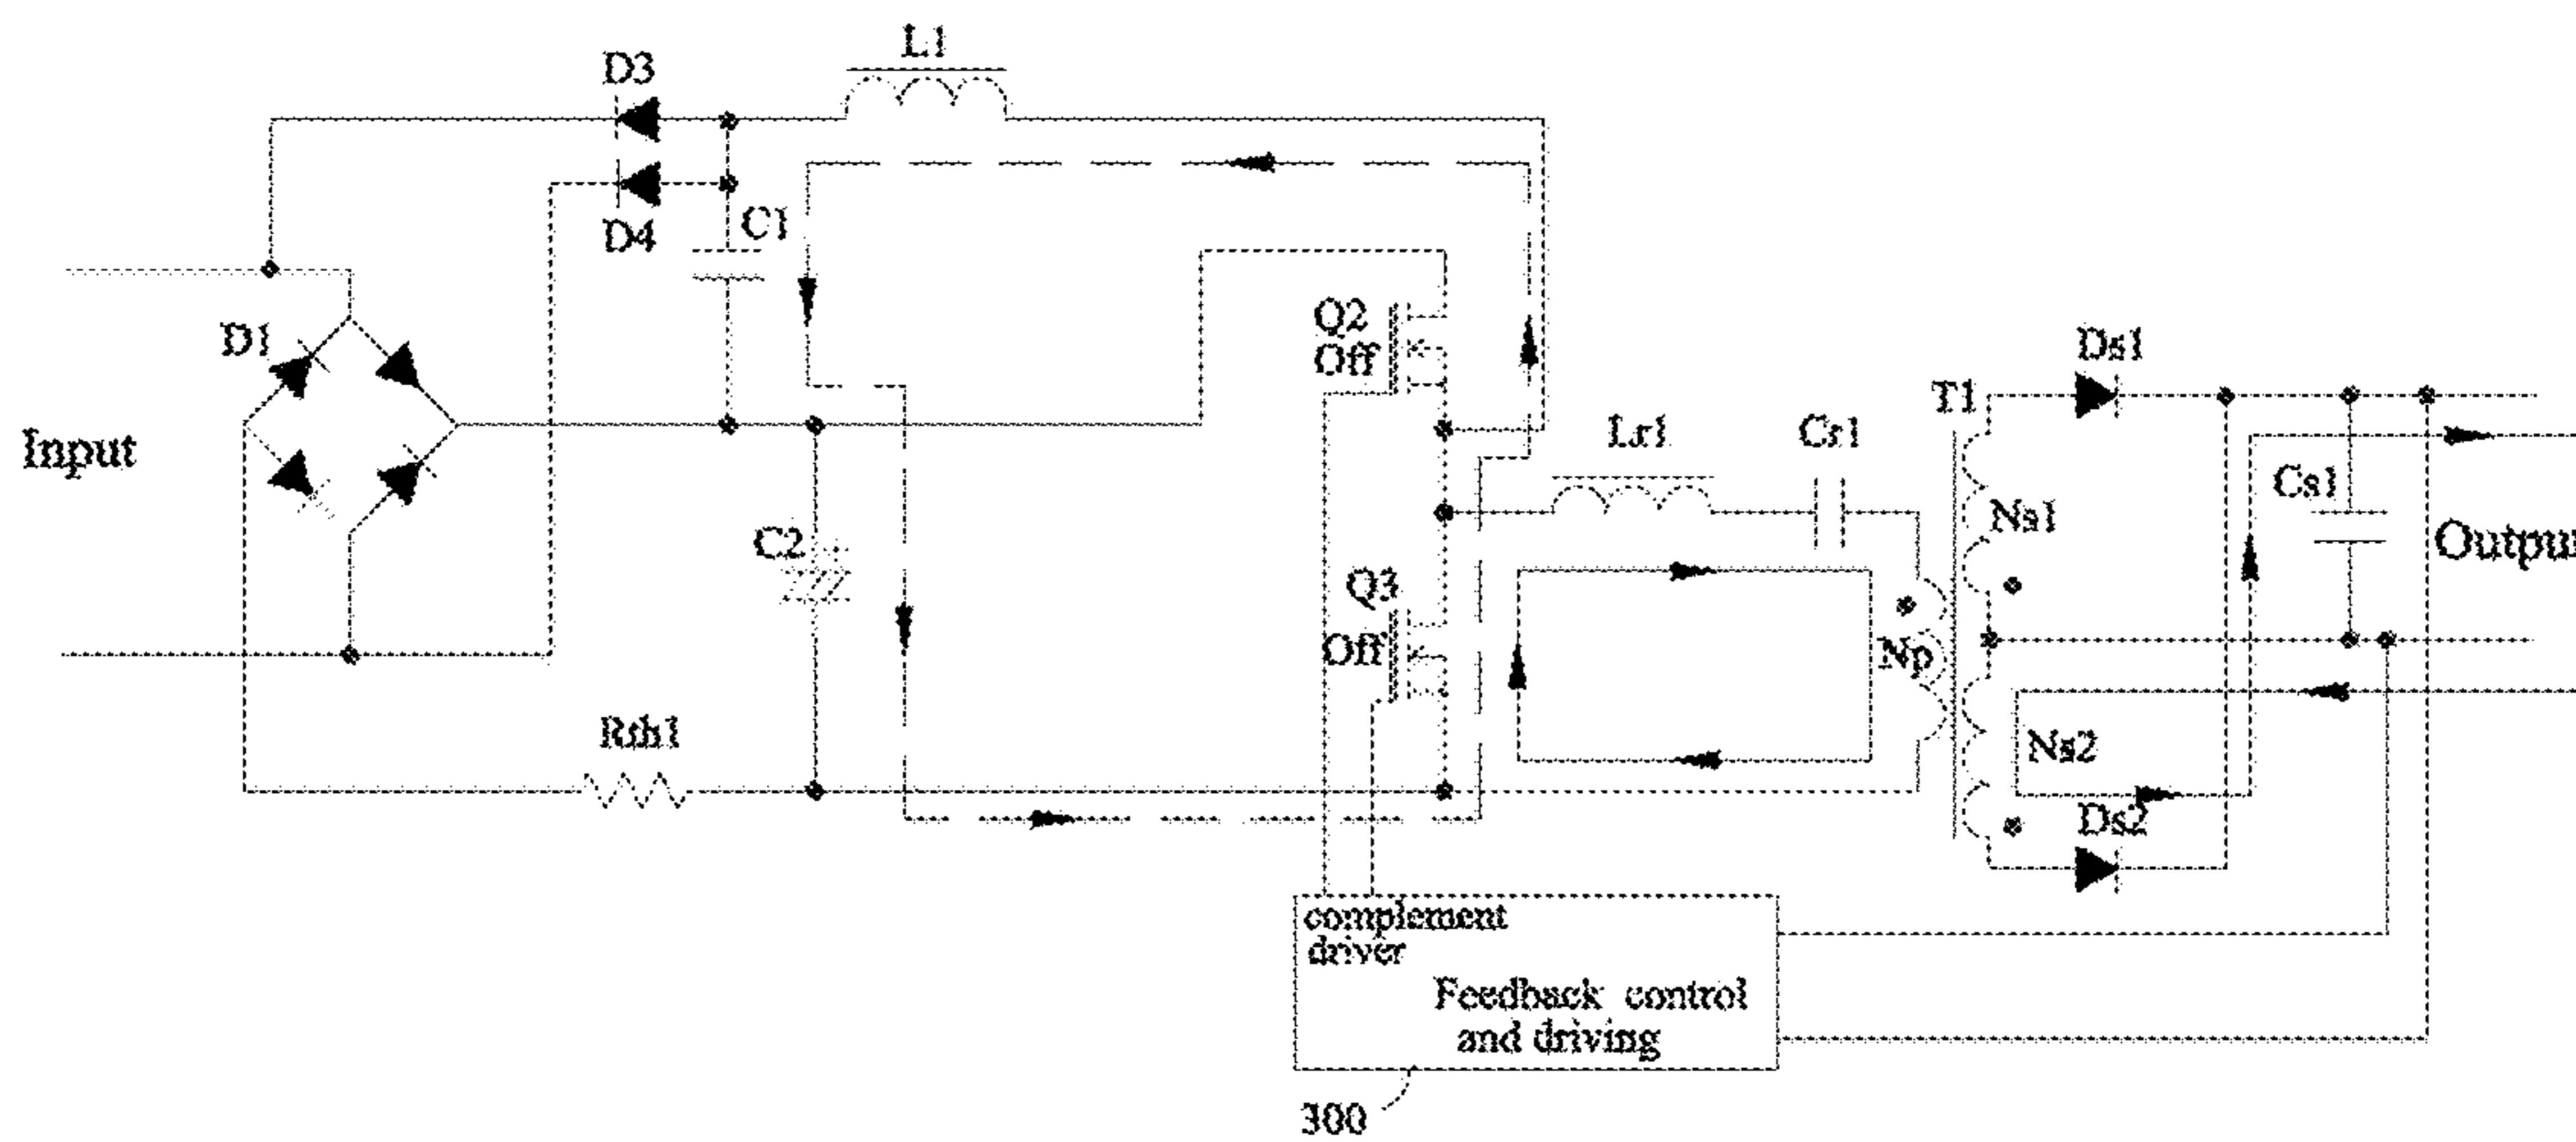 L1
D3
D4
C1
D1
Q2
Off
Ds1
T1
Input
Lr1
Cr1
Cs1
Ns1
C2
Output
Q3
Off
Np
Rth1
Ns2
Ds2
complement
driver
Feedback control
and driving
300